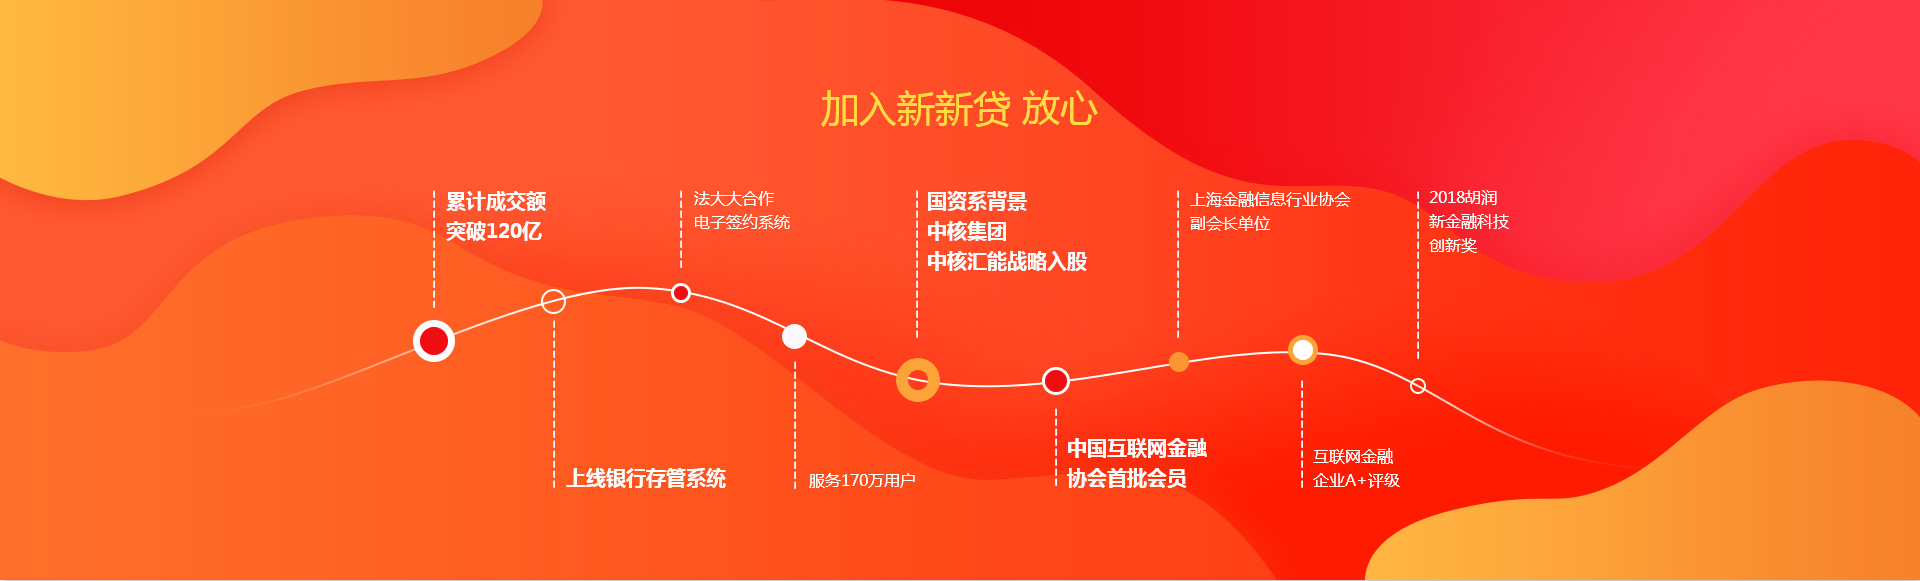 加入新新贷 放心
累计成交额
突破120亿
上线银行存管系统
法大大合作
电子签约系统
服务170万用户
国资系背景
中核集团
中核汇能战略入股
中国互联网金融
协会首批会员
上海金融信息行业协会
副会长单位
互联网金融
企业A+评级
2018胡润
新金融科技
创新奖